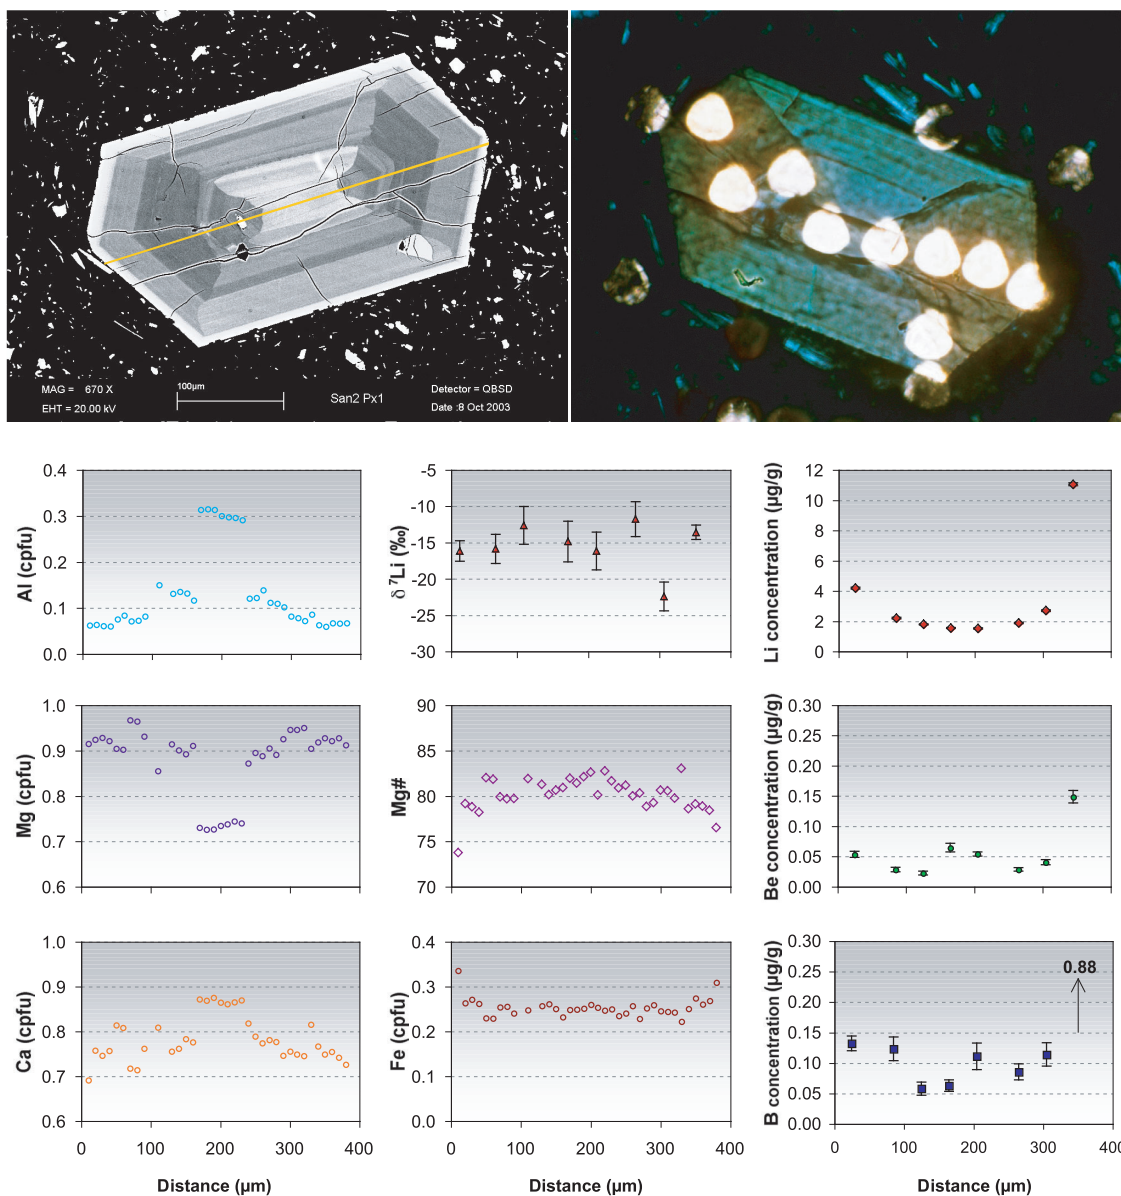 MAG = 670 X
EHT = 20.00 kV
100µm
San2 Px1
Detector = QBSD
Date :8 Oct 2003
Al (cpfu)
0.4
0.3
0.2
0.1
0.0
δ ⁷Li (‰)
-5
-10
-15
-20
-25
-30
Li concentration (µg/g)
12
10
8
6
4
2
0
Mg (cpfu)
1.0
0.9
0.8
0.7
0.6
Mg#
90
85
80
75
70
Be concentration (µg/g)
0.30
0.25
0.20
0.15
0.10
0.05
0.00
Ca (cpfu)
1.0
0.9
0.8
0.7
0.6
0 100 200 300 400
Distance (µm)
Fe (cpfu)
0.4
0.3
0.2
0.1
0.0
0 100 200 300 400
Distance (µm)
B concentration (µg/g)
0.30
0.25
0.20
0.15
0.10
0.05
0.00
0.88
0 100 200 300 400
Distance (µm)